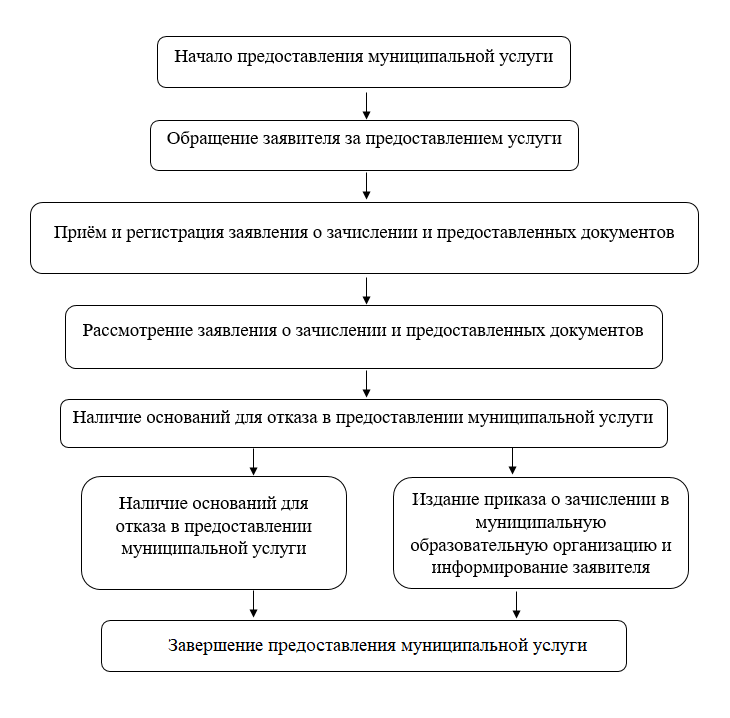 Начало предоставления муниципальной услуги
Обращение заявителя за предоставлением услуги
Приём и регистрация заявления о зачислении и предоставленных документов
Рассмотрение заявления о зачислении и предоставленных документов
Наличие оснований для отказа в предоставлении муниципальной услуги
Наличие оснований для
отказа в предоставлении
муниципальной услуги
Издание приказа о зачислении в
муниципальную
образовательную организацию и
информирование заявителя
Завершение предоставления муниципальной услуги